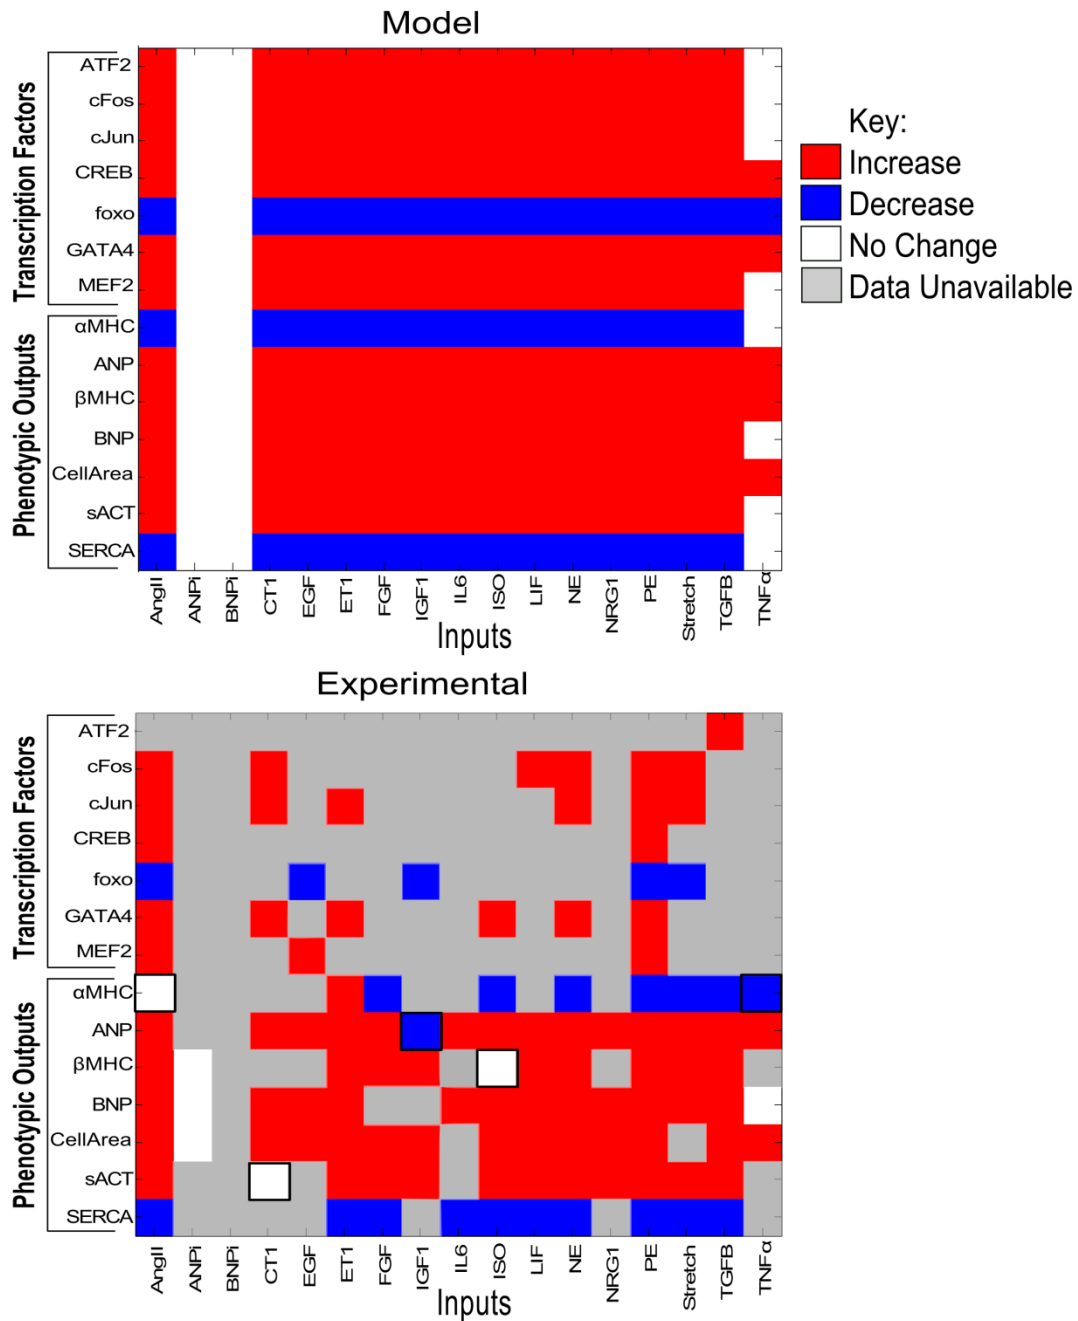 Model
Transcription Factors
ATF2
cFos
cJun
CREB
foxo
GATA4
MEF2
Phenotypic Outputs
αMHC
ANP
βMHC
BNP
CellArea
sACT
SERCA
AngII
ANPi
BNPi
CT1
EGF
ET1
FGF
IGF1
IL6
ISO
LIF
NE
NRG1
PE
Stretch
TGFB
TNFα
Inputs
Key:
Increase
Decrease
No Change
Data Unavailable
Experimental
Transcription Factors
ATF2
cFos
cJun
CREB
foxo
GATA4
MEF2
Phenotypic Outputs
αMHC
ANP
βMHC
BNP
CellArea
sACT
SERCA
AngII
ANPi
BNPi
CT1
EGF
ET1
FGF
IGF1
IL6
ISO
LIF
NE
NRG1
PE
Stretch
TGFB
TNFα
Inputs